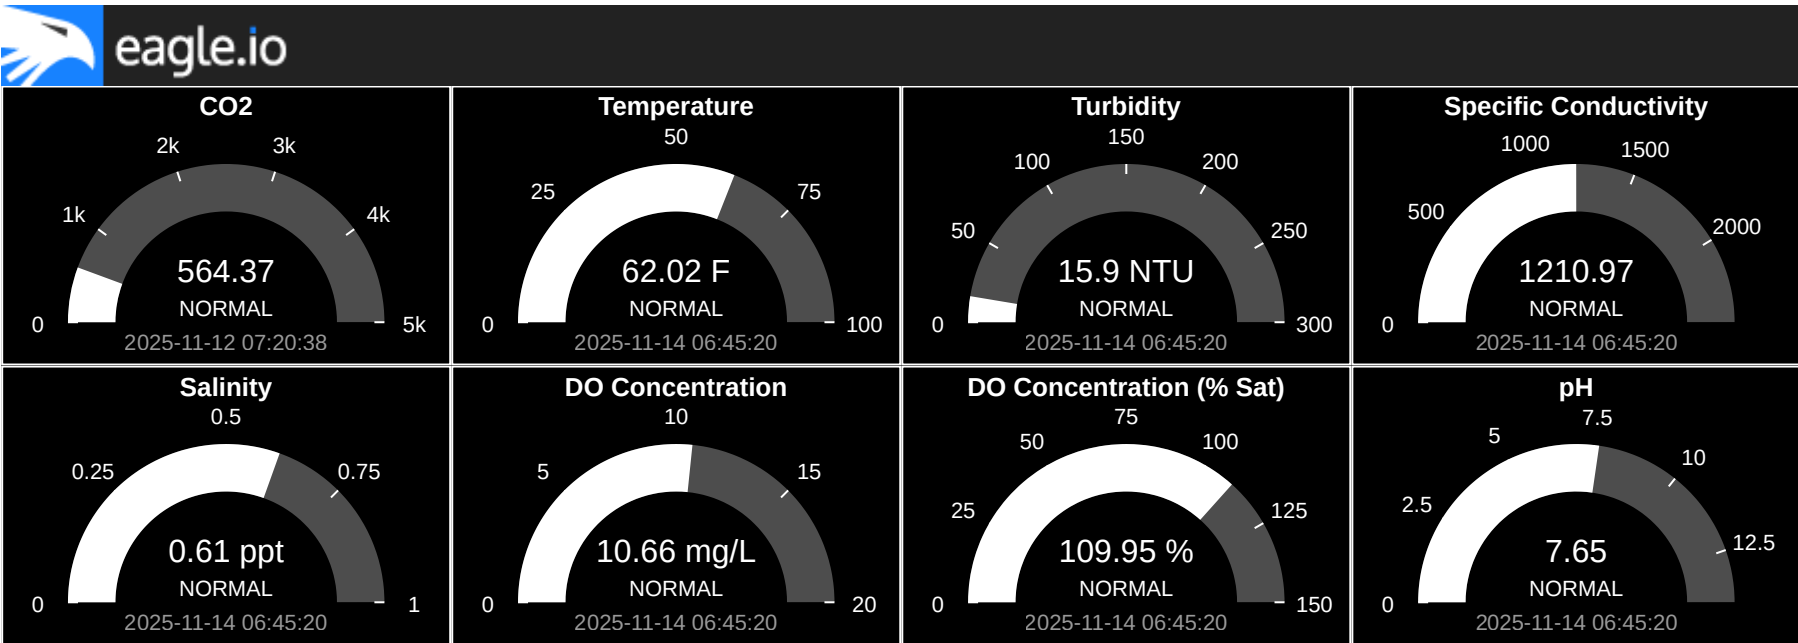 eagle.io
CO2
0
1k
2k
3k
4k
5k
564.37
NORMAL
2025-11-12 07:20:38
Temperature
0
25
50
75
100
62.02 F
NORMAL
2025-11-14 06:45:20
Turbidity
0
50
100
150
200
250
300
15.9 NTU
NORMAL
2025-11-14 06:45:20
Specific Conductivity
0
500
1000
1500
2000
1210.97
NORMAL
2025-11-14 06:45:20
Salinity
0
0.25
0.5
0.75
1
0.61 ppt
NORMAL
2025-11-14 06:45:20
DO Concentration
0
5
10
15
20
10.66 mg/L
NORMAL
2025-11-14 06:45:20
DO Concentration (% Sat)
0
25
50
75
100
125
150
109.95 %
NORMAL
2025-11-14 06:45:20
pH
0
2.5
5
7.5
10
12.5
7.65
NORMAL
2025-11-14 06:45:20